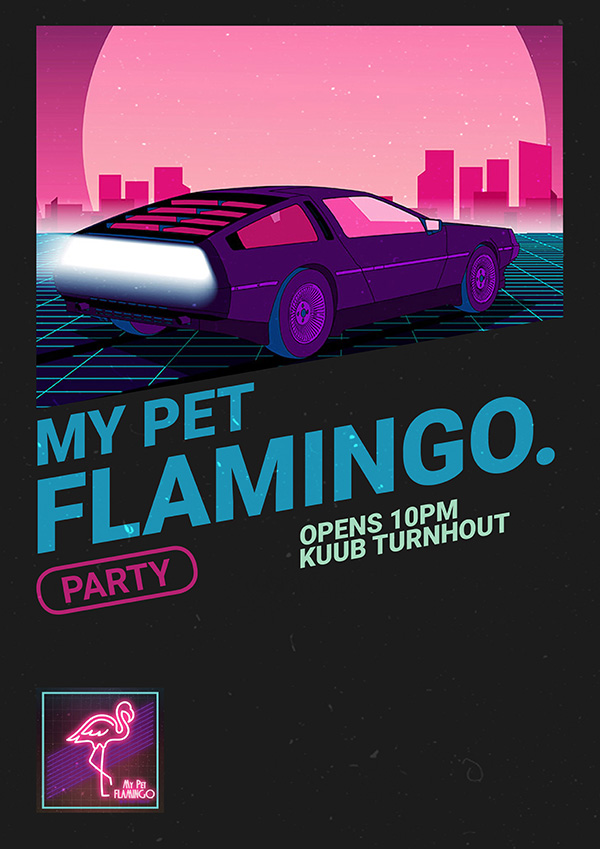 MY PET
FLAMINGO.
OPENS 10PM
KUUB TURNHOUT
PARTY
My Pet
FLAMINGO